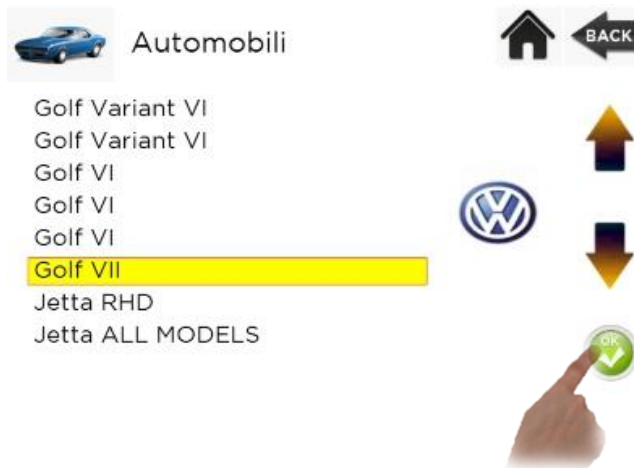 Automobili
BACK
Golf Variant VI
Golf Variant VI
Golf VI
Golf VI
Golf VI
Golf VII
Jetta RHD
Jetta ALL MODELS
OK